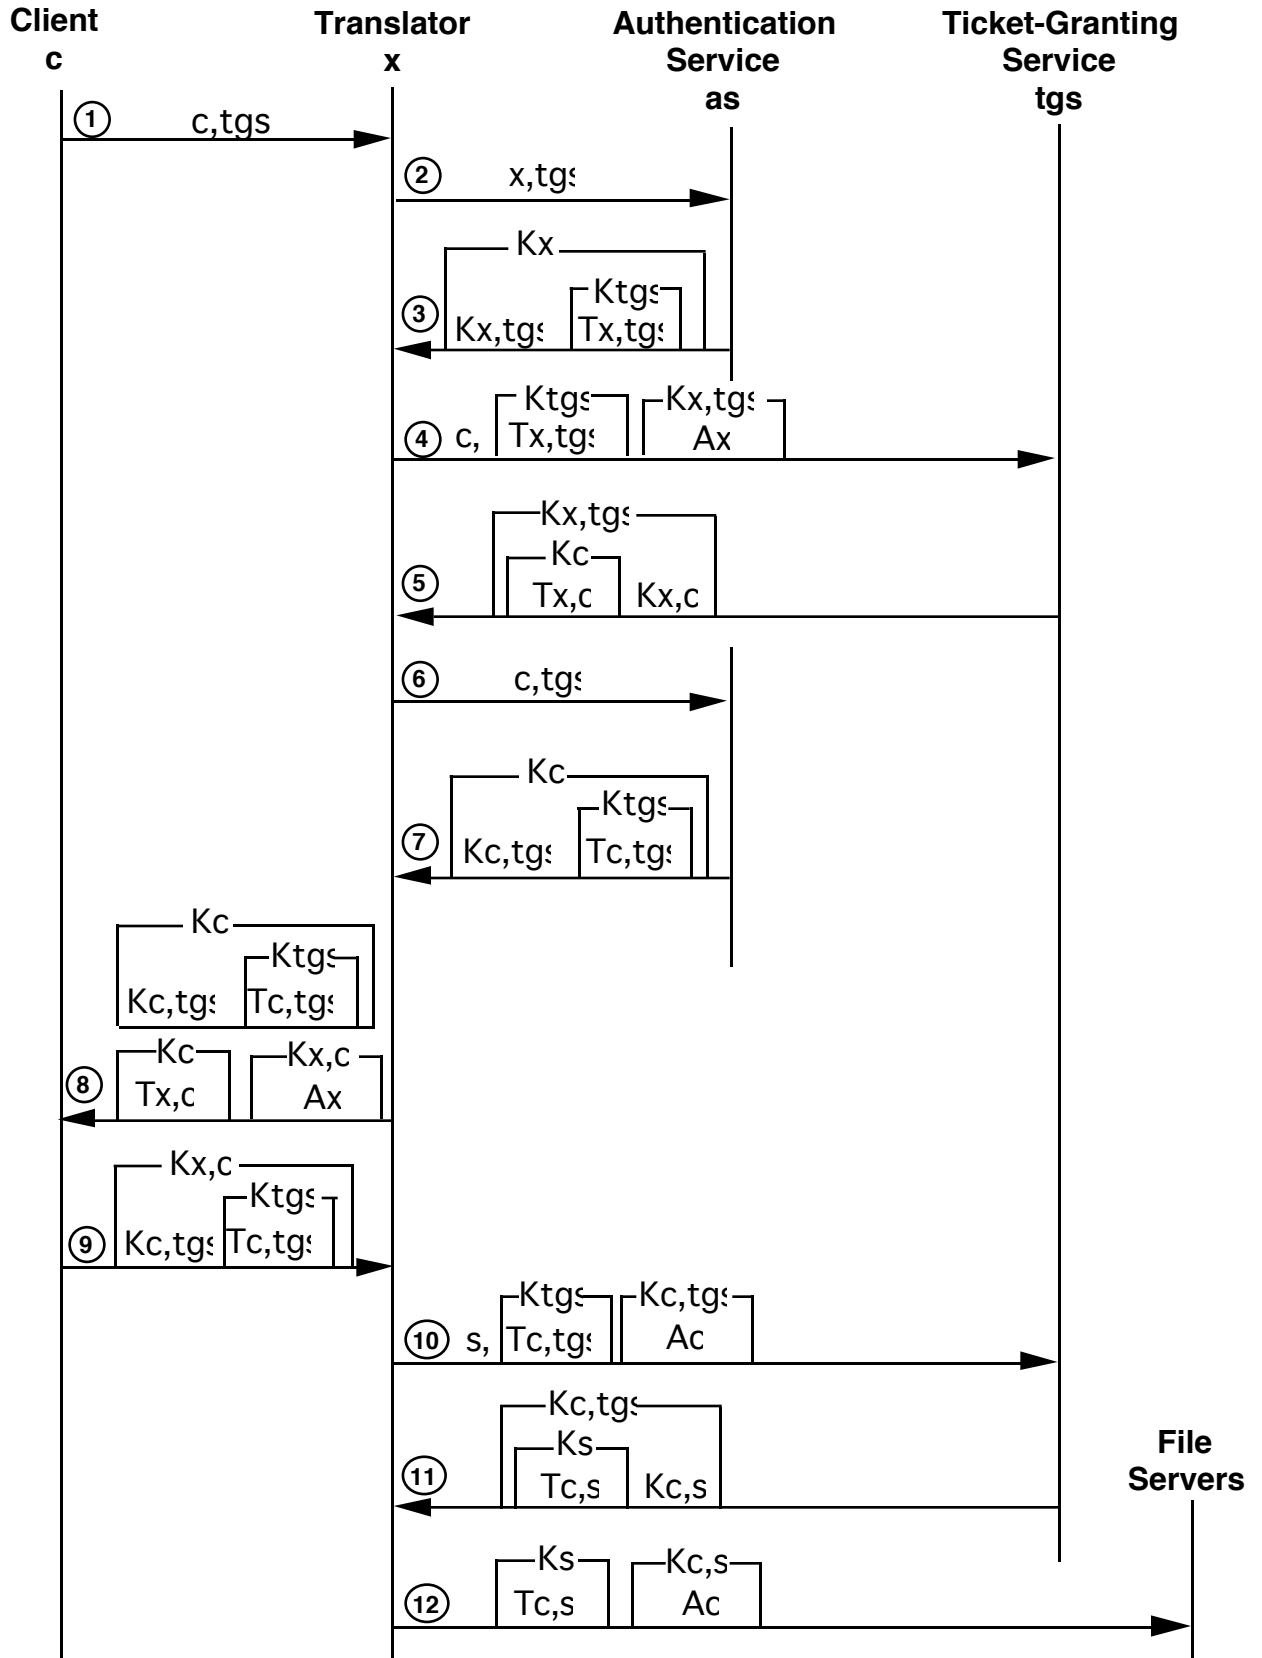 Client
c
Translator
x
Authentication
Service
as
Ticket-Granting
Service
tgs
1 c,tgs
2 x,tgs
Kx
Ktgs
3 Kx,tgs Tx,tgs
Ktgs Kx,tgs
4 c, Tx,tgs Ax
Kx,tgs
Kc
5 Tx,c Kx,c
6 c,tgs
Kc
Ktgs
7 Kc,tgs Tc,tgs
Kc
Ktgs
Kc,tgs Tc,tgs
Kc Kx,c
8 Tx,c Ax
Kx,c
Ktgs
9 Kc,tgs Tc,tgs
Ktgs Kc,tgs
10 s, Tc,tgs Ac
Kc,tgs
Ks
11 Tc,s Kc,s
File
Servers
Ks Kc,s
12 Tc,s Ac